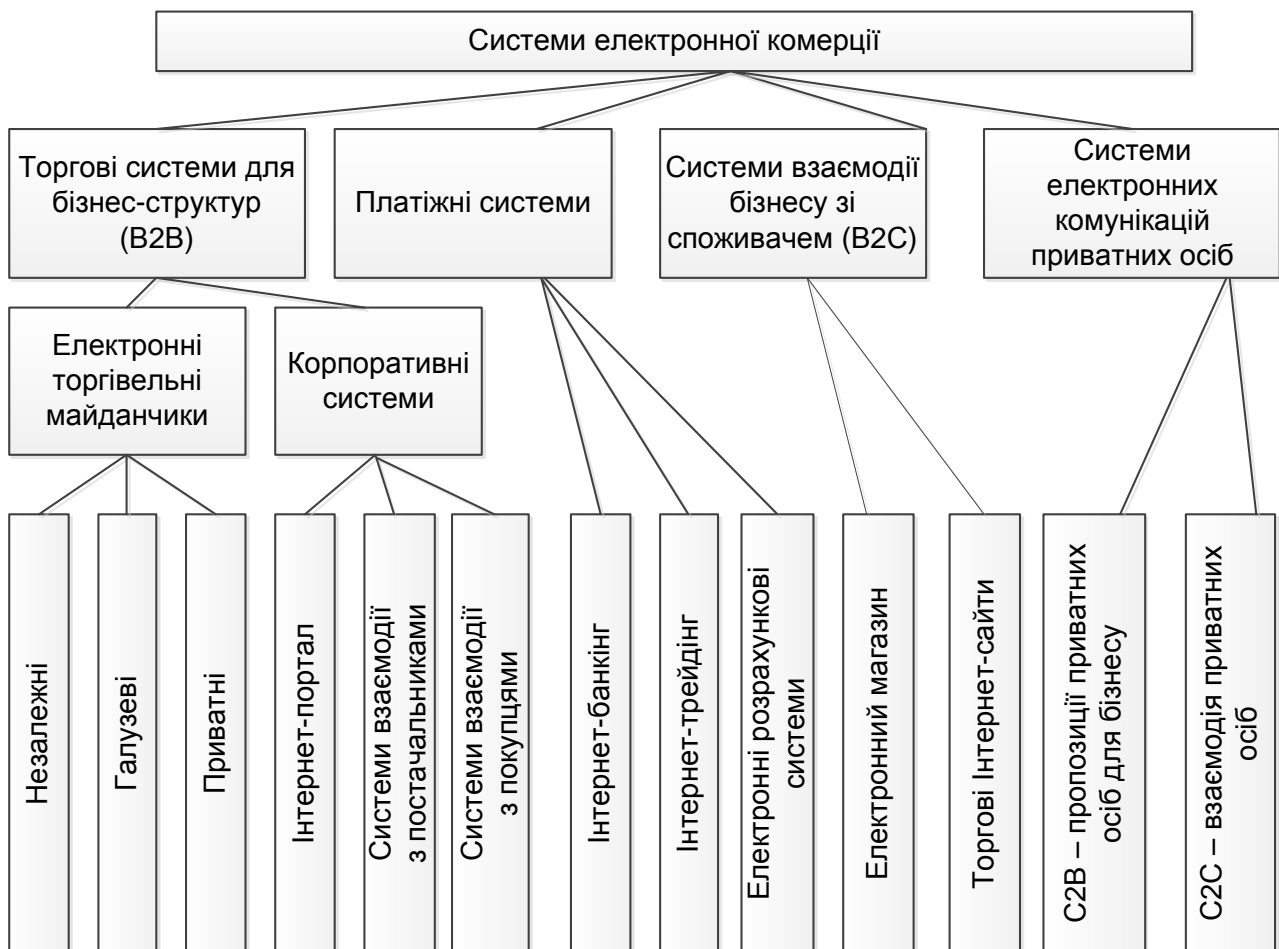 Системи електронної комерції
Торгові системи для
бізнес-структур
(B2B)
Платіжні системи
Системи взаємодії
бізнесу зі
споживачем (B2C)
Системи
електронних
комунікацій
приватних осіб
Електронні
торгівельні
майданчики
Корпоративні
системи
Незалежні
Галузеві
Приватні
Інтернет-портал
Системи взаємодії
з постачальниками
Системи взаємодії
з покупцями
Інтернет-банкінг
Інтернет-трейдінг
Електронні розрахункові
системи
Електронний магазин
Торгові Інтернет-сайти
C2B – пропозиції приватних
осіб для бізнесу
C2C – взаємодія приватних
осіб